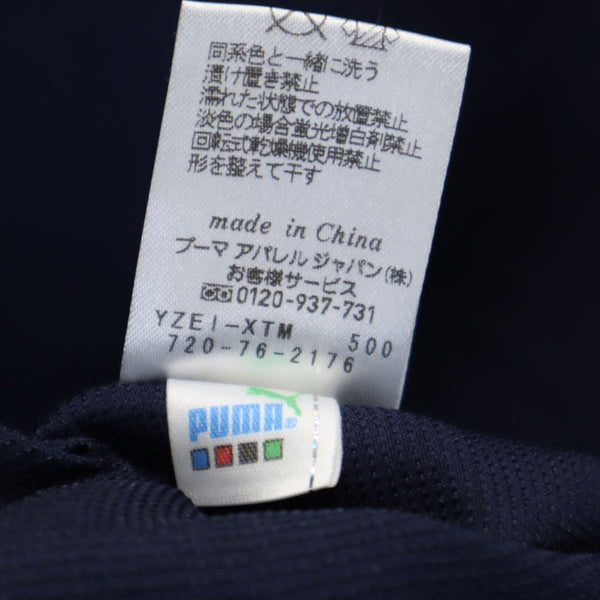 同系色と一緒に洗う
漬け置き禁止
濡れた状態での放置禁止
淡色の場合蛍光増白剤禁止
回転式乾燥機使用禁止
形を整えて干す
made in China
プーマ アパレル ジャパン(株)
お客様サービス
0120-937-731
YZE1-XTM 500
720-76-2176
PUMA®